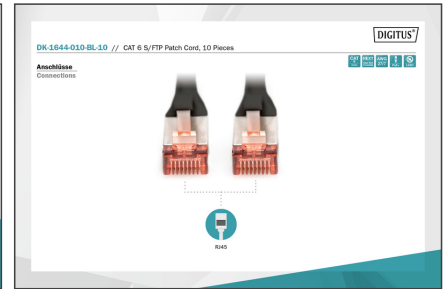 DIGITUS®
DK-1644-010-BL-10 // CAT 6 S/FTP Patch Cord, 10 Pieces
Anschlüsse
Connections
RJ45